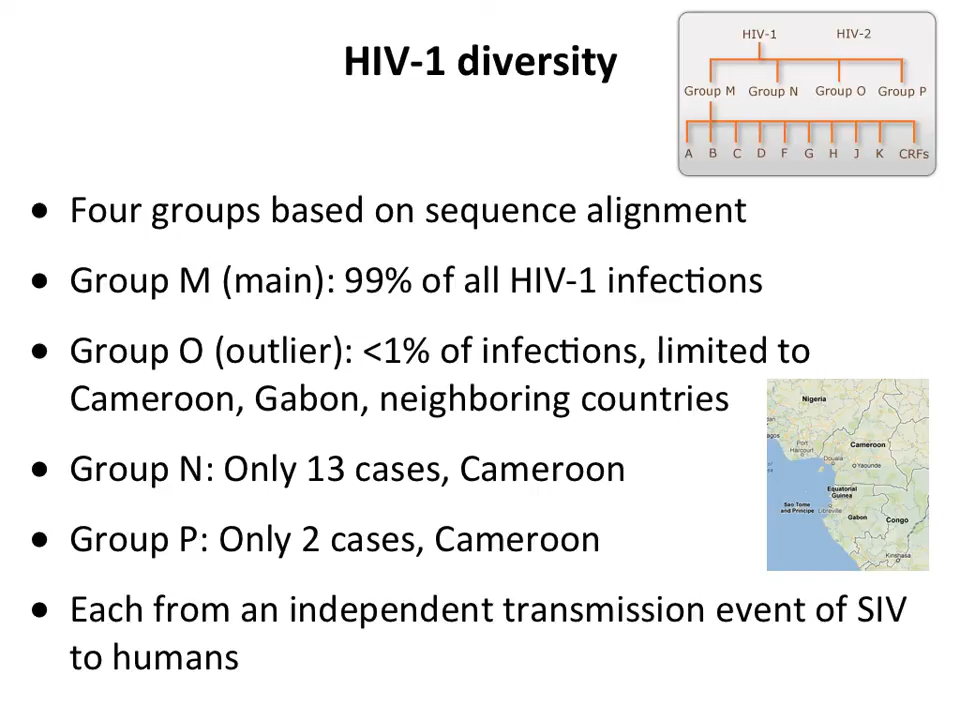 HIV-1 diversity
HIV-1 HIV-2
Group M Group N Group O Group P
A B C D F G H J K CRFs
• Four groups based on sequence alignment
• Group M (main): 99% of all HIV-1 infections
• Group O (outlier): <1% of infections, limited to
Cameroon, Gabon, neighboring countries
• Group N: Only 13 cases, Cameroon
• Group P: Only 2 cases, Cameroon
• Each from an independent transmission event of SIV
to humans
Nigeria
Port
Harcourt
Cameroon
Douala
Yaounde
Equatorial
Guinea
Sao Tome
and Principe
Libreville
Gabon
Congo
Kinshasa